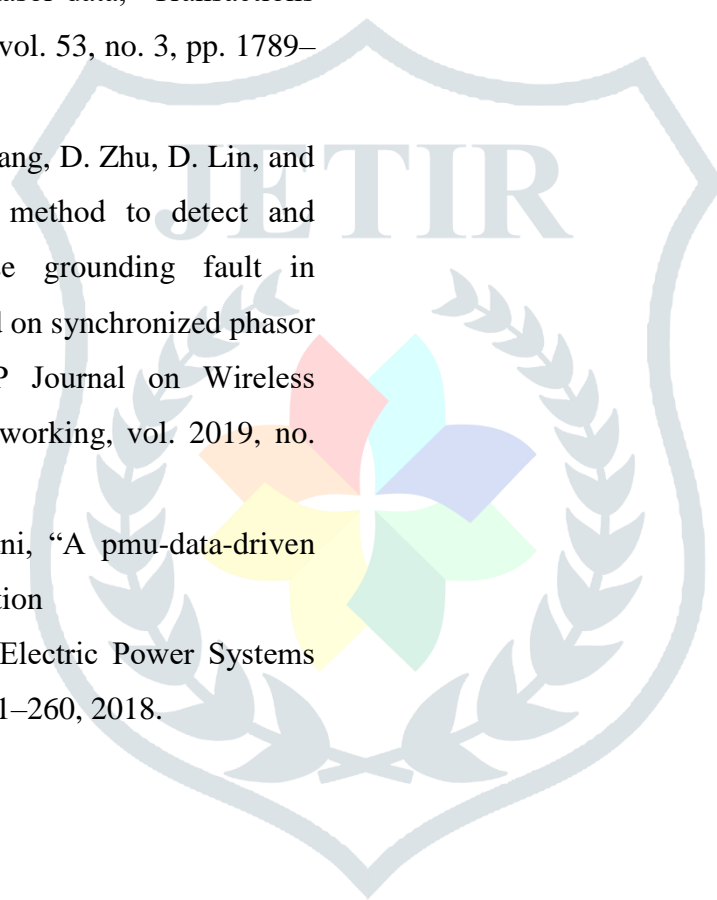 vol. 53, no. 3, pp. 1789–
ang, D. Zhu, D. Lin, and
JETIR
method to detect and
e grounding fault in
on synchronized phasor
P Journal on Wireless
working, vol. 2019, no.
ni, “A pmu-data-driven
tion
Electric Power Systems
1–260, 2018.